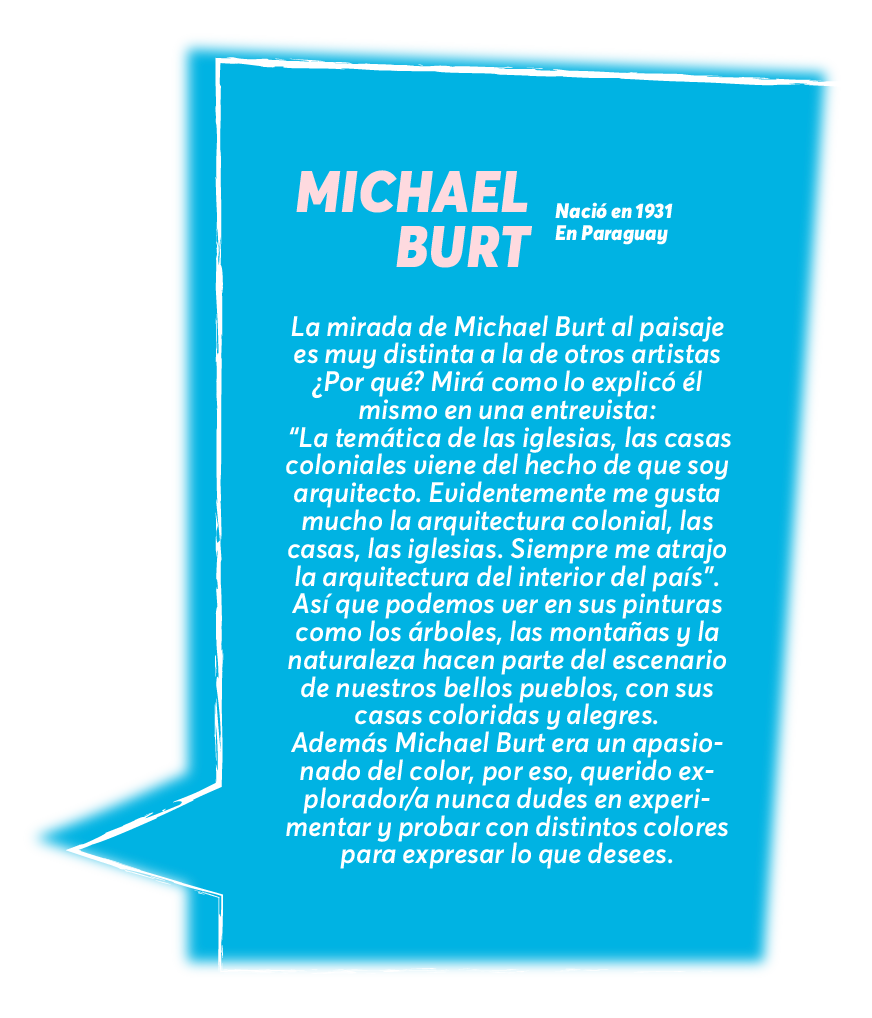 MICHAEL
BURT
Nació en 1931
En Paraguay
La mirada de Michael Burt al paisaje
es muy distinta a la de otros artistas
¿Por qué? Mirá como lo explicó él
mismo en una entrevista:
“La temática de las iglesias, las casas
coloniales viene del hecho de que soy
arquitecto. Evidentemente me gusta
mucho la arquitectura colonial, las
casas, las iglesias. Siempre me atrajo
la arquitectura del interior del país”.
Así que podemos ver en sus pinturas
como los árboles, las montañas y la
naturaleza hacen parte del escenario
de nuestros bellos pueblos, con sus
casas coloridas y alegres.
Además Michael Burt era un apasio-
nado del color, por eso, querido ex-
plorador/a nunca dudes en experi-
mentar y probar con distintos colores
para expresar lo que desees.